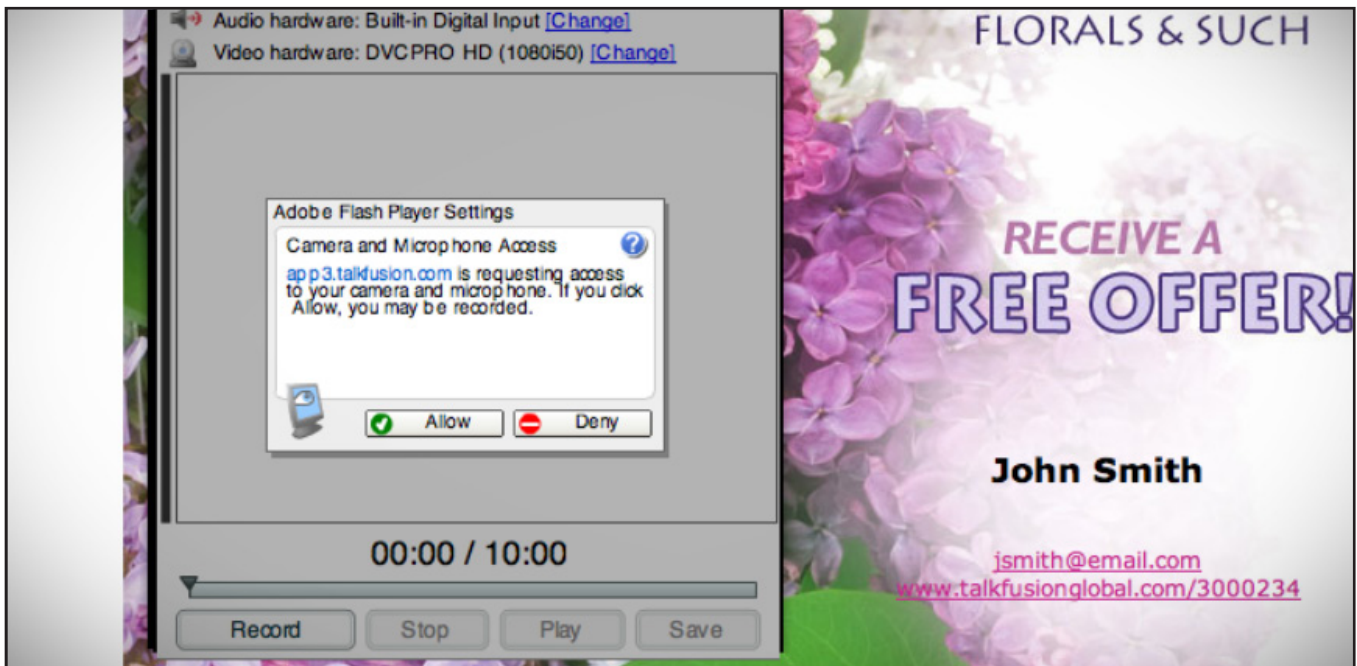 Audio hardware: Built-in Digital Input [Change]
Video hardware: DVCPRO HD (1080i50) [Change]
Adobe Flash Player Settings
Camera and Microphone Access
?
app3.talkfusion.com is requesting access
to your camera and microphone. If you click
Allow, you may be recorded.
Allow
Deny
00:00 / 10:00
Record
Stop
Play
Save
FLORALS & SUCH
RECEIVE A
FREE OFFER!
John Smith
jsmith@email.com
www.talkfusionglobal.com/3000234